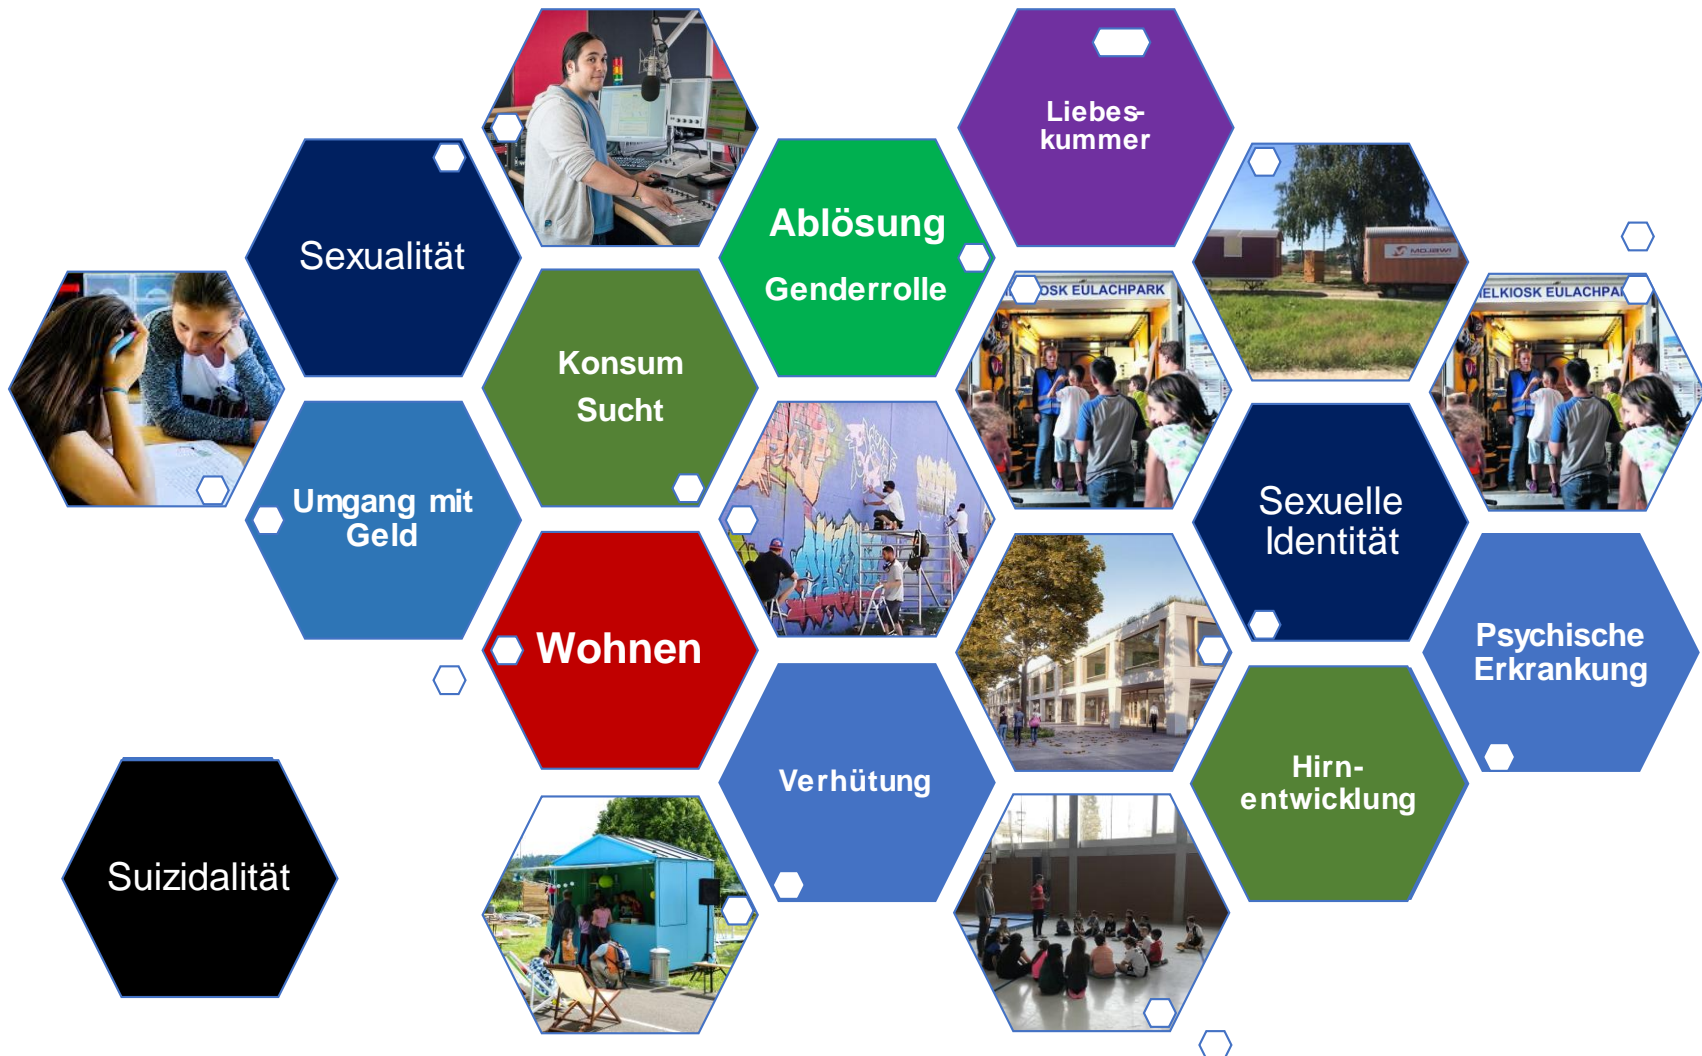 Liebes-
kummer
Ablösung
Genderrolle
Sexualität
MOJAWI
OSK EULACHPARK
ELKIOSK EULACHPA
Konsum
Sucht
Umgang mit
Geld
Sexuelle
Identität
Wohnen
Psychische
Erkrankung
Verhütung
Hirn-
entwicklung
Suizidalität